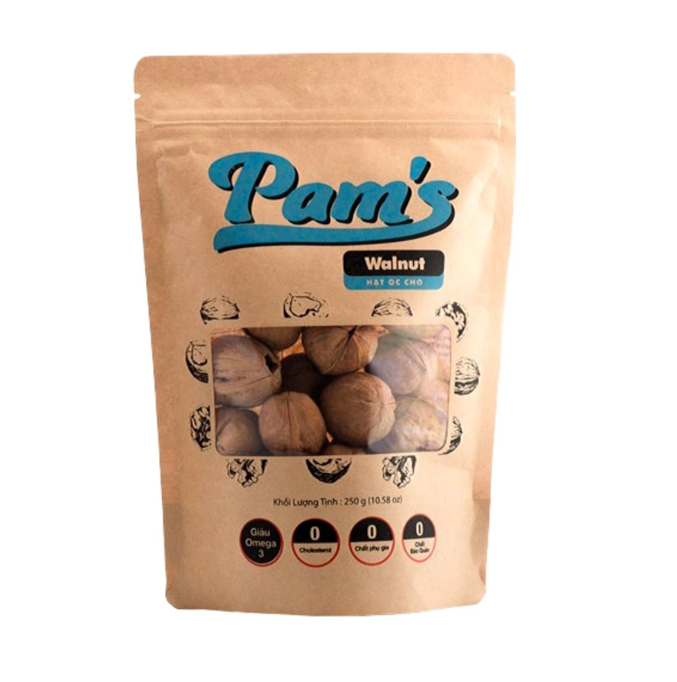 Pam's
Walnut
HẠT ÓC CHÓ
Khối Lượng Tịnh : 250 g (10.58 oz)
Giàu
Omega
3
0
Cholesterol
0
Chất phụ gia
0
Chất
Bảo Quản